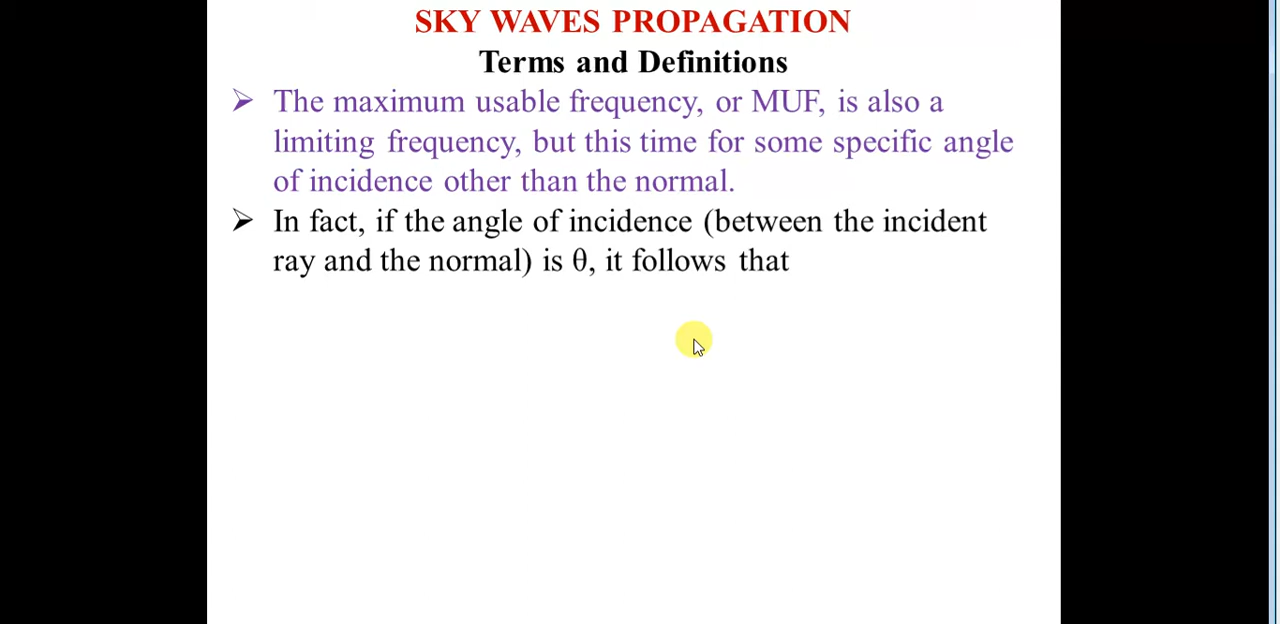 SKY WAVES PROPAGATION
Terms and Definitions
➢ The maximum usable frequency, or MUF, is also a
limiting frequency, but this time for some specific angle
of incidence other than the normal.
➢ In fact, if the angle of incidence (between the incident
ray and the normal) is θ, it follows that